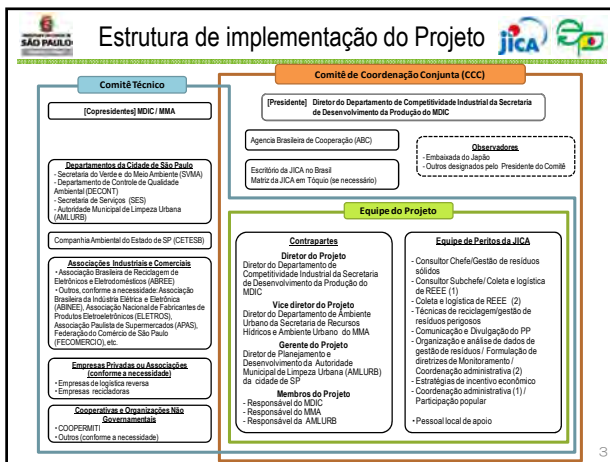 SÃO PAULO
Estrutura de implementação do Projeto
jICA
Comitê Técnico
[Copresidentes] MDIC / MMA
Departamentos da Cidade de São Paulo
- Secretaria do Verde e do Meio Ambiente (SVMA)
- Departamento de Controle de Qualidade
Ambiental (DECONT)
- Secretaria de Serviços (SES)
- Autoridade Municipal de Limpeza Urbana
(AMLURB)
Companhia Ambiental do Estado de SP (CETESB)
Associações Industriais e Comerciais
・Associação Brasileira de Reciclagem de
Eletrônicos e Eletrodomésticos (ABREE)
・Outros, conforme a necessidade: Associação
Brasileira da Indústria Elétrica e Eletrônica
(ABINEE), Associação Nacional de Fabricantes de
Produtos Eletroeletrônicos (ELETROS),
Associação Paulista de Supermercados (APAS),
Federação do Comércio de São Paulo
(FECOMERCIO), etc.
Empresas Privadas ou Associações
(conforme a necessidade)
・Empresas de logística reversa
・Empresas recicladoras
Cooperativas e Organizações Não
Governamentais
・COOPERMITI
・Outros (conforme a necessidade)
Comitê de Coordenação Conjunta (CCC)
[Presidente] Diretor do Departamento de Competitividade Industrial da Secretaria
de Desenvolvimento da Produção do MDIC
Agencia Brasileira de Cooperação (ABC)
Escritório da JICA no Brasil
Matriz da JICA em Tóquio (se necessário)
Observadores
- Embaixada do Japão
- Outros designados pelo Presidente do Comitê
Equipe do Projeto
Contrapartes
Diretor do Projeto
Diretor do Departamento de
Competitividade Industrial da Secretaria
de Desenvolvimento da Produção do
MDIC
Vice diretor do Projeto
Diretor do Departamento de Ambiente
Urbano da Secretaria de Recursos
Hídricos e Ambiente Urbano do MMA
Gerente do Projeto
Diretor de Planejamento e
Desenvolvimento da Autoridade
Municipal de Limpeza Urbana (AMLURB)
da cidade de SP
Membros do Projeto
- Responsável do MDIC
- Responsável do MMA
- Responsável da AMLURB
Equipe de Peritos da JICA
- Consultor Chefe/Gestão de resíduos
sólidos
- Consultor Subchefe/ Coleta e logística
de REEE (1)
- Coleta e logística de REEE (2)
- Técnicas de reciclagem/gestão de
resíduos perigosos
- Comunicação e Divulgação do PP
- Organização e análise de dados de
gestão de resíduos / Formulação de
diretrizes de Monitoramento /
Coordenação administrativa (2)
- Estratégias de incentivo econômico
- Coordenação administrativa (1) /
Participação popular
・Pessoal local de apoio
3